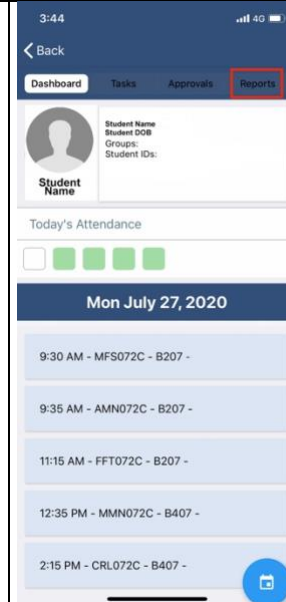 3:44
4G
Back
Dashboard Tasks Approvals Reports
Student Name
Student DOB
Groups:
Student IDs:
Student
Name
Today's Attendance
Mon July 27, 2020
9:30 AM - MFS072C - B207 -
9:35 AM - AMN072C - B207 -
11:15 AM - FFT072C - B207 -
12:35 PM - MMN072C - B407 -
2:15 PM - CRL072C - B407 -